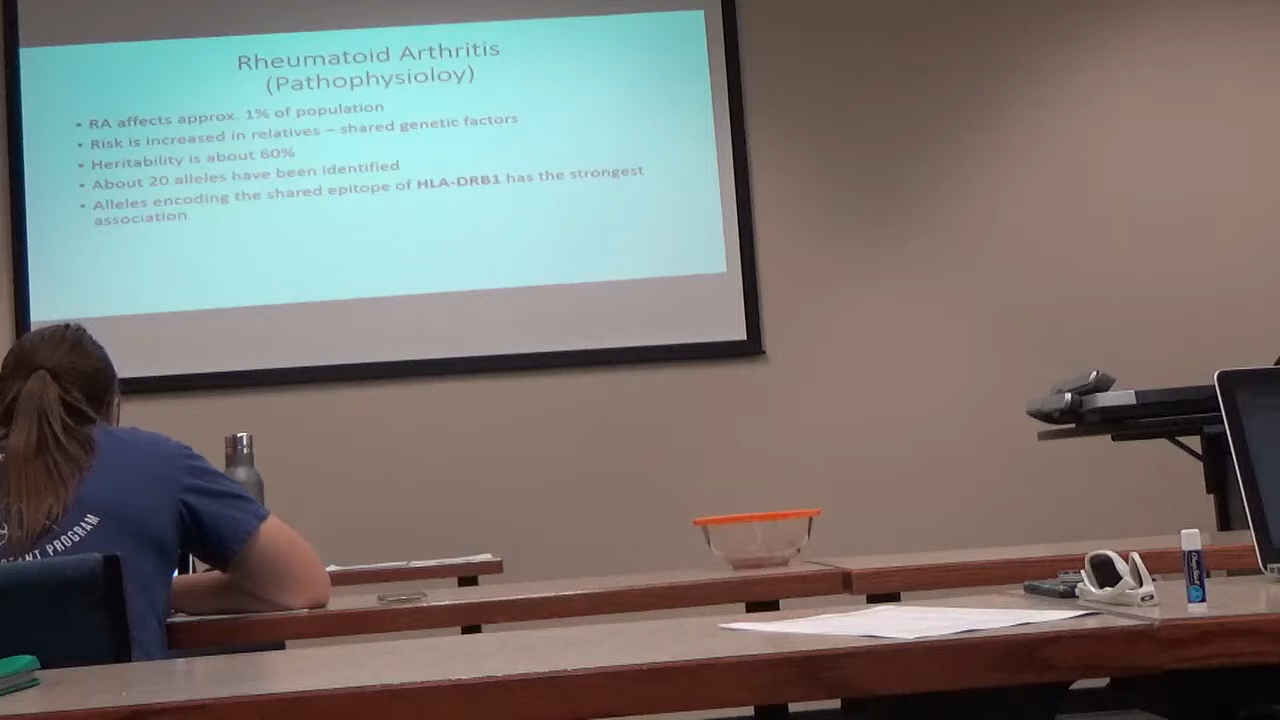 Rheumatoid Arthritis
(Pathophysioloy)
• RA affects approx. 1% of population
• Risk is increased in relatives – shared genetic factors
• Heritability is about 60%
• About 20 alleles have been identified
• Alleles encoding the shared epitope of HLA-DRB1 has the strongest
association
PROGRAM